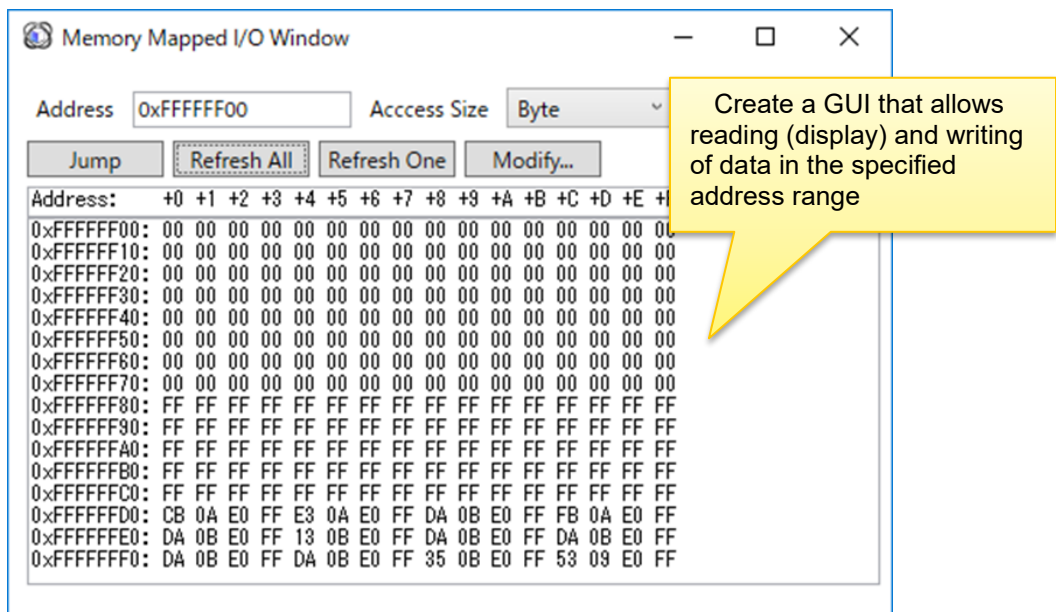 Memory Mapped I/O Window
Address 0xFFFFFF00 Acccess Size Byte
Jump Refresh All Refresh One Modify...
Create a GUI that allows
reading (display) and writing
of data in the specified
address range
Address: +0 +1 +2 +3 +4 +5 +6 +7 +8 +9 +A +B +C +D +E
0xFFFFFF00: 00 00 00 00 00 00 00 00 00 00 00 00 00 00 00 00
0xFFFFFF10: 00 00 00 00 00 00 00 00 00 00 00 00 00 00 00 00
0xFFFFFF20: 00 00 00 00 00 00 00 00 00 00 00 00 00 00 00 00
0xFFFFFF30: 00 00 00 00 00 00 00 00 00 00 00 00 00 00 00 00
0xFFFFFF40: 00 00 00 00 00 00 00 00 00 00 00 00 00 00 00 00
0xFFFFFF50: 00 00 00 00 00 00 00 00 00 00 00 00 00 00 00 00
0xFFFFFF60: 00 00 00 00 00 00 00 00 00 00 00 00 00 00 00 00
0xFFFFFF70: 00 00 00 00 00 00 00 00 00 00 00 00 00 00 00 00
0xFFFFFF80: FF FF FF FF FF FF FF FF FF FF FF FF FF FF FF FF
0xFFFFFF90: FF FF FF FF FF FF FF FF FF FF FF FF FF FF FF FF
0xFFFFFFA0: FF FF FF FF FF FF FF FF FF FF FF FF FF FF FF FF
0xFFFFFFB0: FF FF FF FF FF FF FF FF FF FF FF FF FF FF FF FF
0xFFFFFFC0: FF FF FF FF FF FF FF FF FF FF FF FF FF FF FF FF
0xFFFFFFD0: CB 0A E0 FF E3 0A E0 FF DA 0B E0 FF FB 0A E0 FF
0xFFFFFFE0: DA 0B E0 FF 13 0B E0 FF DA 0B E0 FF DA 0B E0 FF
0xFFFFFFF0: DA 0B E0 FF DA 0B E0 FF 35 0B E0 FF 53 09 E0 FF